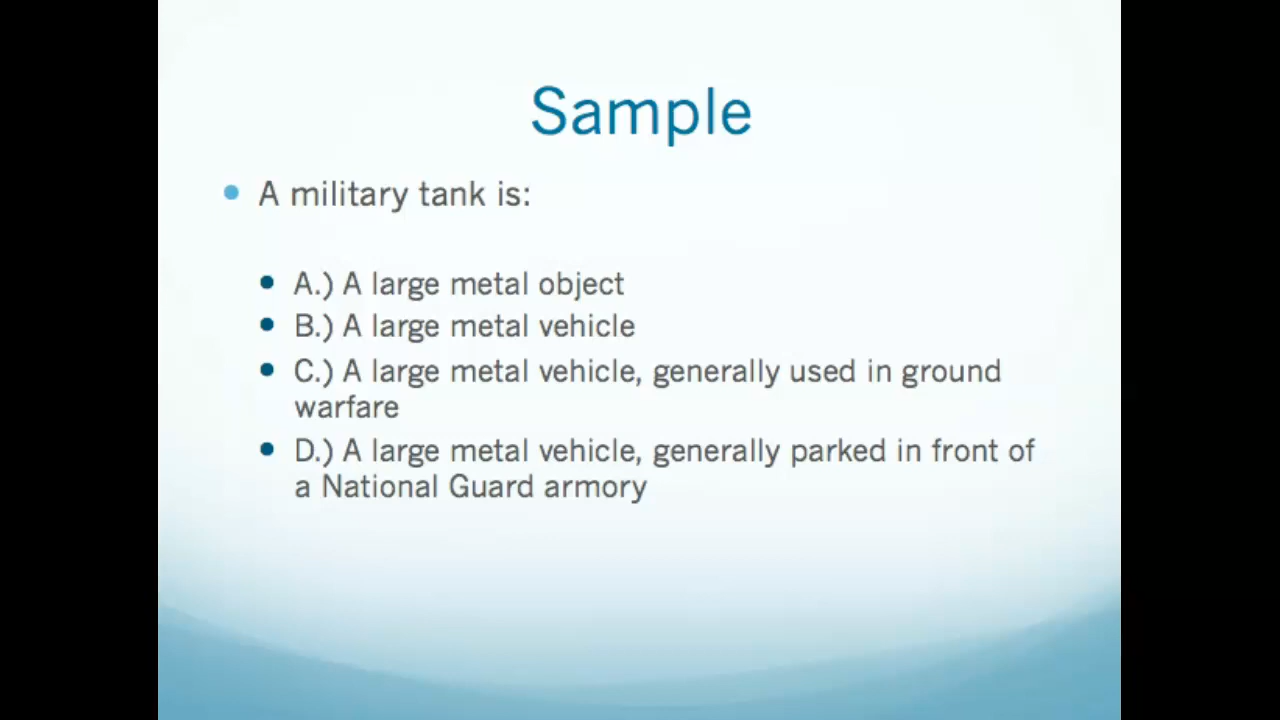 Sample
A military tank is:
A.) A large metal object
B.) A large metal vehicle
C.) A large metal vehicle, generally used in ground
warfare
D.) A large metal vehicle, generally parked in front of
a National Guard armory